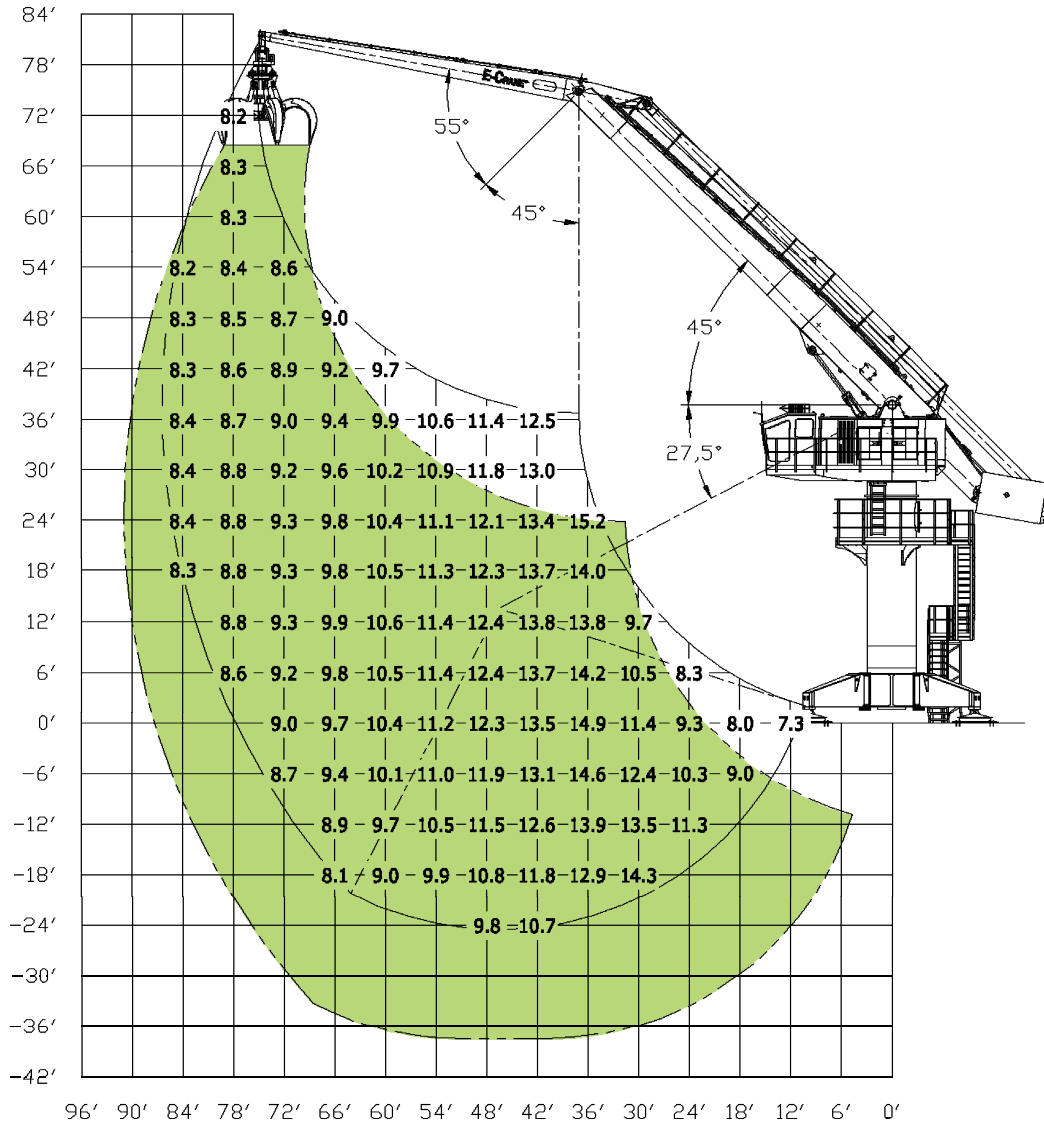 84′
78′
E-CRANE
72′ 8.2 55°
66′ 8.3
60′ 8.3 45°
54′ 8.2 8.4 8.6
48′ 8.3 8.5 8.7 9.0 45°
42′ 8.3 8.6 8.9 9.2 9.7
36′ 8.4 8.7 9.0 9.4 9.9 10.6 11.4 12.5
27,5°
30′ 8.4 8.8 9.2 9.6 10.2 10.9 11.8 13.0
24′ 8.4 8.8 9.3 9.8 10.4 11.1 12.1 13.4 15.2
18′ 8.3 8.8 9.3 9.8 10.5 11.3 12.3 13.7 14.0
12′ 8.8 9.3 9.9 10.6 11.4 12.4 13.8 13.8 9.7
6′ 8.6 9.2 9.8 10.5 11.4 12.4 13.7 14.2 10.5 8.3
0′ 9.0 9.7 10.4 11.2 12.3 13.5 14.9 11.4 9.3 8.0 7.3
-6′ 8.7 9.4 10.1 11.0 11.9 13.1 14.6 12.4 10.3 9.0
-12′ 8.9 9.7 10.5 11.5 12.6 13.9 13.5 11.3
-18′ 8.1 9.0 9.9 10.8 11.8 12.9 14.3
-24′ 9.8 10.7
-30′
-36′
-42′
96′ 90′ 84′ 78′ 72′ 66′ 60′ 54′ 48′ 42′ 36′ 30′ 24′ 18′ 12′ 6′ 0′